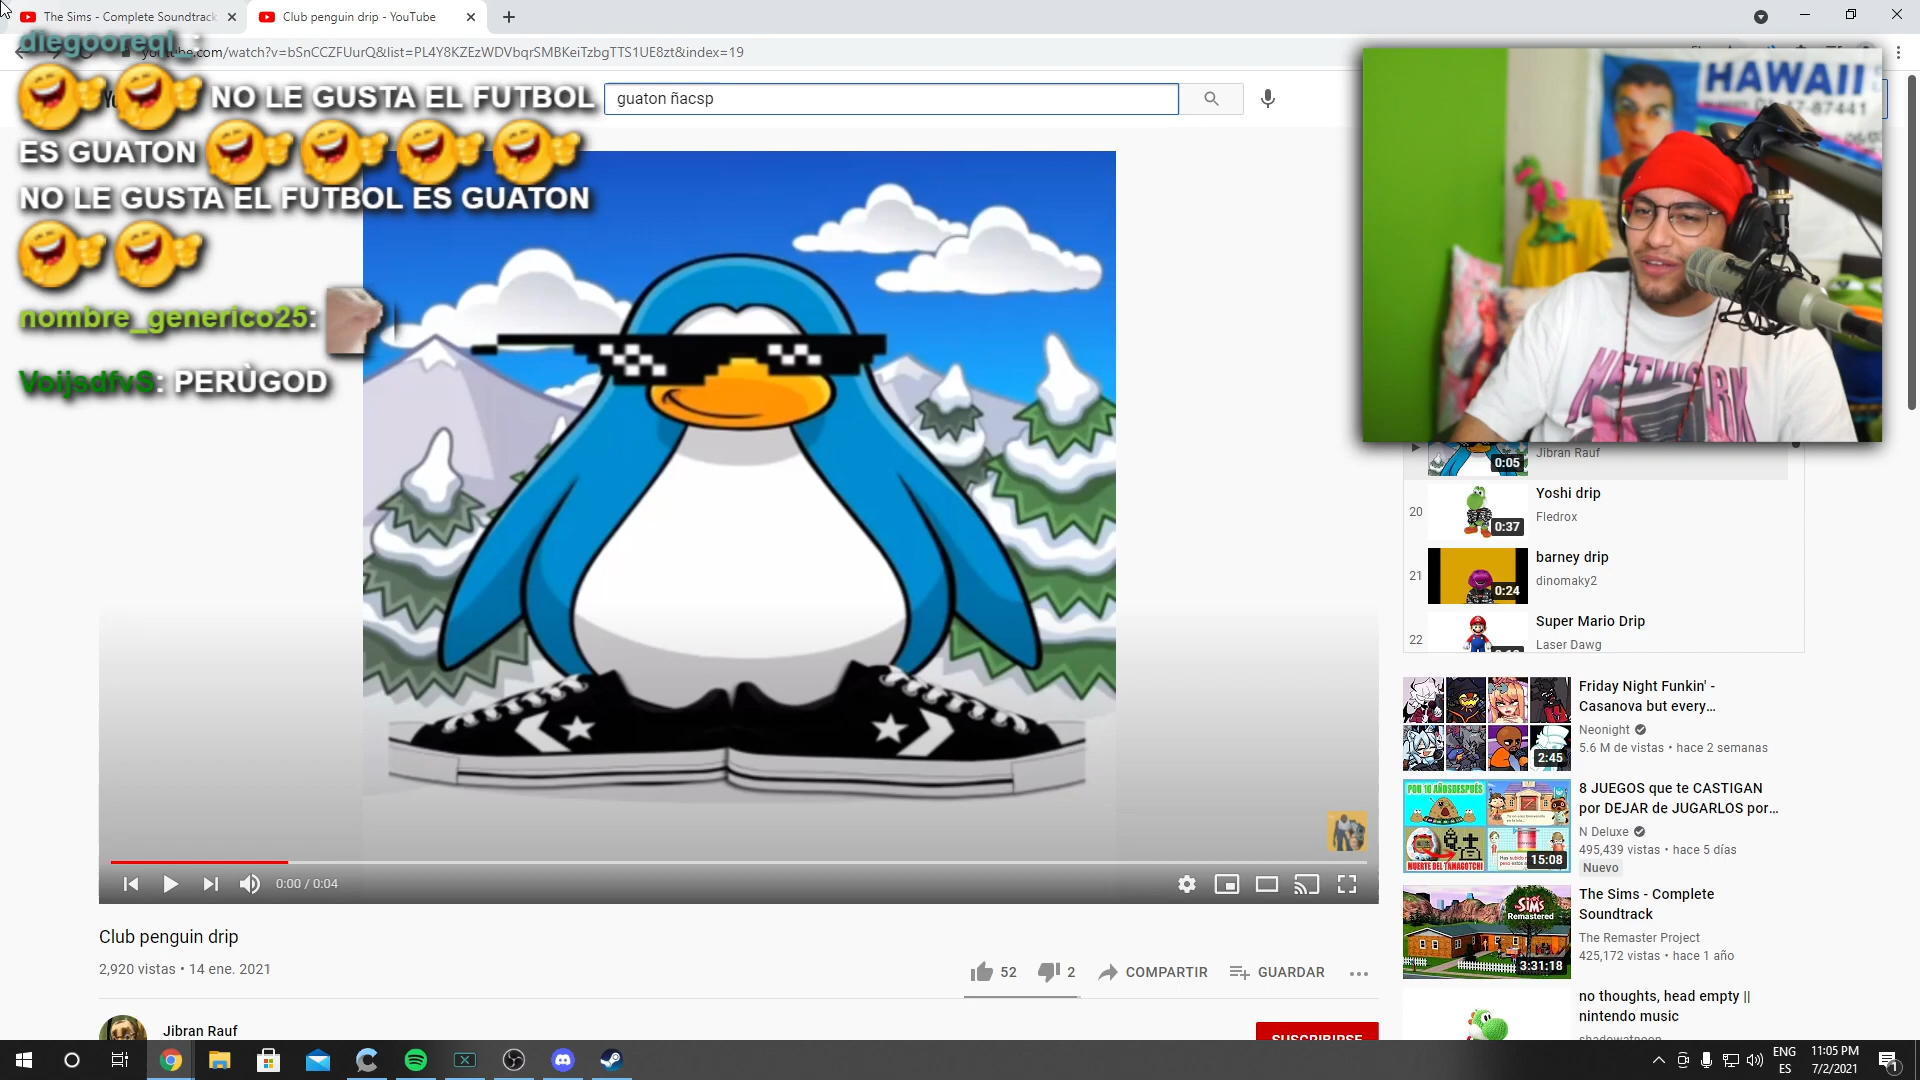 The Sims - Complete Soundtrack
Club penguin drip - YouTube
youtube.com/watch?v=bSnCCZFUurQ&list=PL4Y8KZEzWDVbqrSMBKeiTzbgTTS1UE8zt&index=19
guaton ñacsp
NO LE GUSTA EL FUTBOL
ES GUATON
NO LE GUSTA EL FUTBOL ES GUATON
nombre_generico25:
VoijsdfvS: PERÙGOD
HAWAII
0:05
Jibran Rauf
20
0:37
Yoshi drip
Fledrox
21
0:24
barney drip
dinomaky2
22
Super Mario Drip
Laser Dawg
2:45
Friday Night Funkin' -
Casanova but every...
Neonight
5.6 M de vistas • hace 2 semanas
15:08
8 JUEGOS que te CASTIGAN
por DEJAR de JUGARLOS por...
N Deluxe
495,439 vistas • hace 5 días
Nuevo
SiMS
Remastered
3:31:18
The Sims - Complete
Soundtrack
The Remaster Project
425,172 vistas • hace 1 año
no thoughts, head empty ||
nintendo music
0:00 / 0:04
Club penguin drip
2,920 vistas • 14 ene. 2021
52
2
COMPARTIR
GUARDAR
Jibran Rauf
SUSCRIBIRSE
ENG
ES
11:05 PM
7/2/2021
1